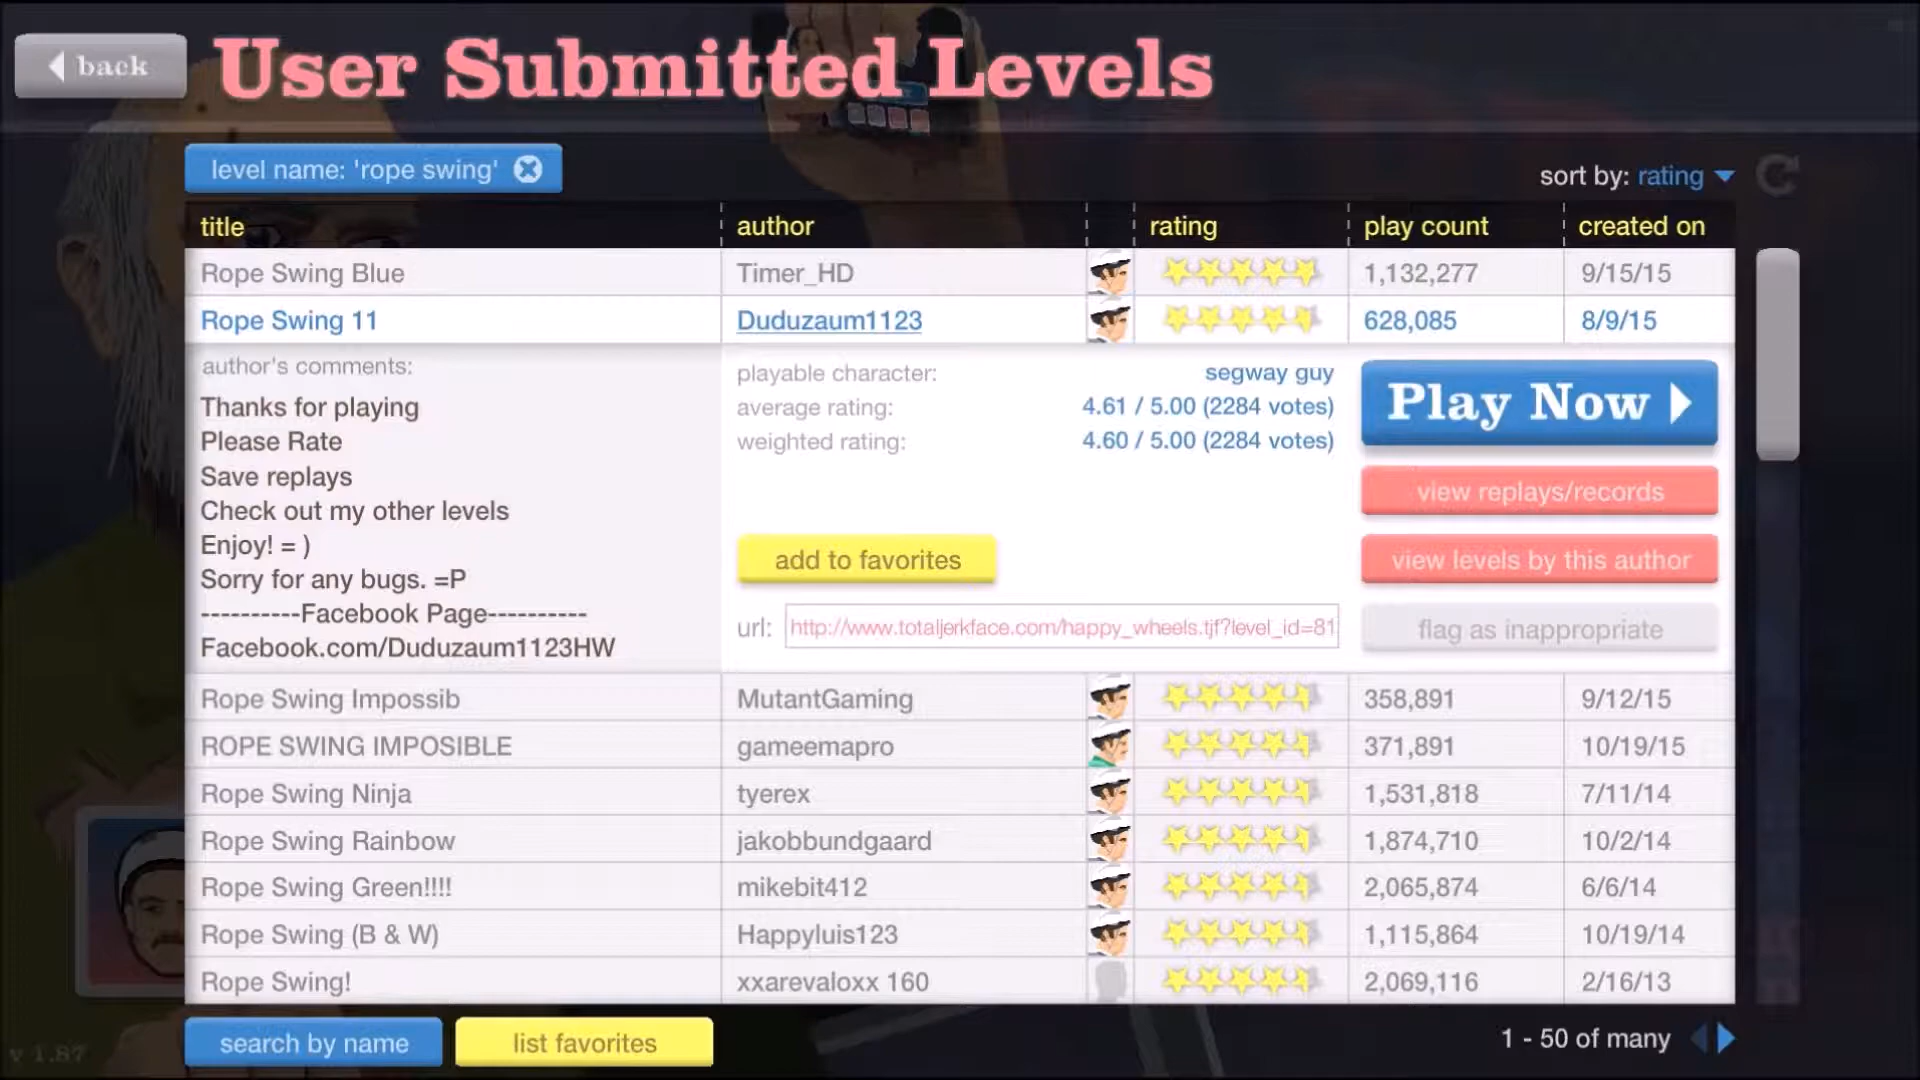 back
User Submitted Levels
level name: 'rope swing'
sort by: rating
title author rating play count created on
Rope Swing Blue Timer_HD 1,132,277 9/15/15
Rope Swing 11 Duduzaum1123 628,085 8/9/15
author's comments:
Thanks for playing
Please Rate
Save replays
Check out my other levels
Enjoy! = )
Sorry for any bugs. =P
----------Facebook Page----------
Facebook.com/Duduzaum1123HW
playable character: segway guy
average rating: 4.61 / 5.00 (2284 votes)
weighted rating: 4.60 / 5.00 (2284 votes)
add to favorites
url: http://www.totaljerkface.com/happy_wheels.tjf?level_id=81
Play Now
view replays/records
view levels by this author
flag as inappropriate
Rope Swing Impossib MutantGaming 358,891 9/12/15
ROPE SWING IMPOSIBLE gameemapro 371,891 10/19/15
Rope Swing Ninja tyerex 1,531,818 7/11/14
Rope Swing Rainbow jakobbundgaard 1,874,710 10/2/14
Rope Swing Green!!!! mikebit412 2,065,874 6/6/14
Rope Swing (B & W) Happyluis123 1,115,864 10/19/14
Rope Swing! xxarevaloxx 160 2,069,116 2/16/13
search by name
list favorites
1 - 50 of many
v 1.87